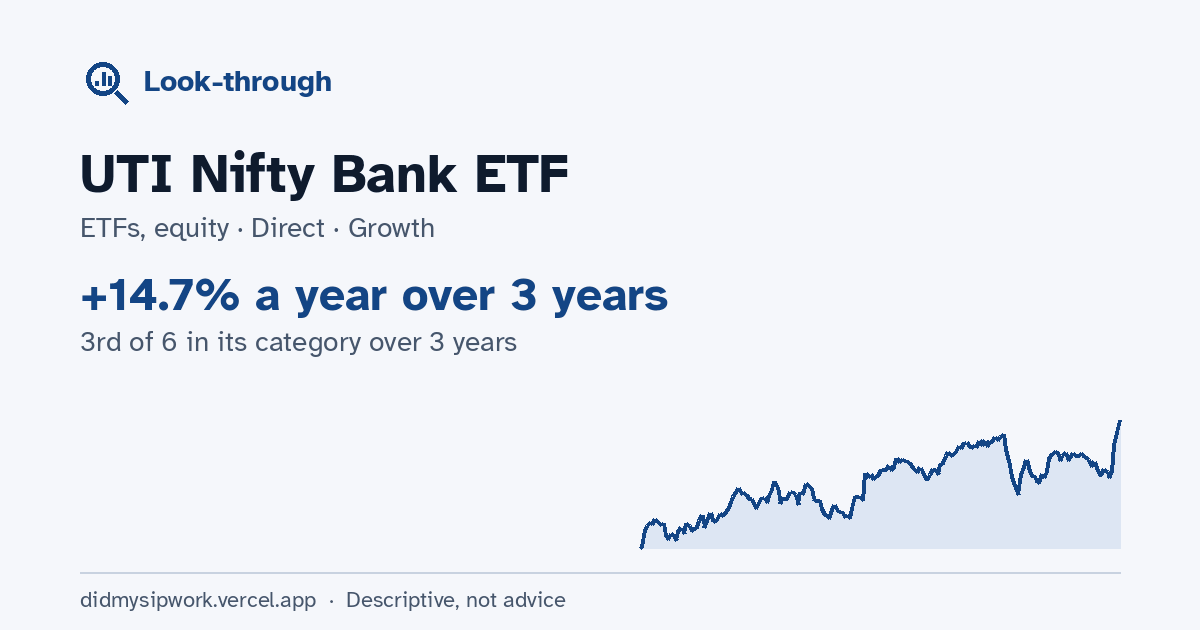 Look-through
UTI Nifty Bank ETF
ETFs, equity · Direct · Growth
+14.7% a year over 3 years
3rd of 6 in its category over 3 years
didmysipwork.vercel.app · Descriptive, not advice